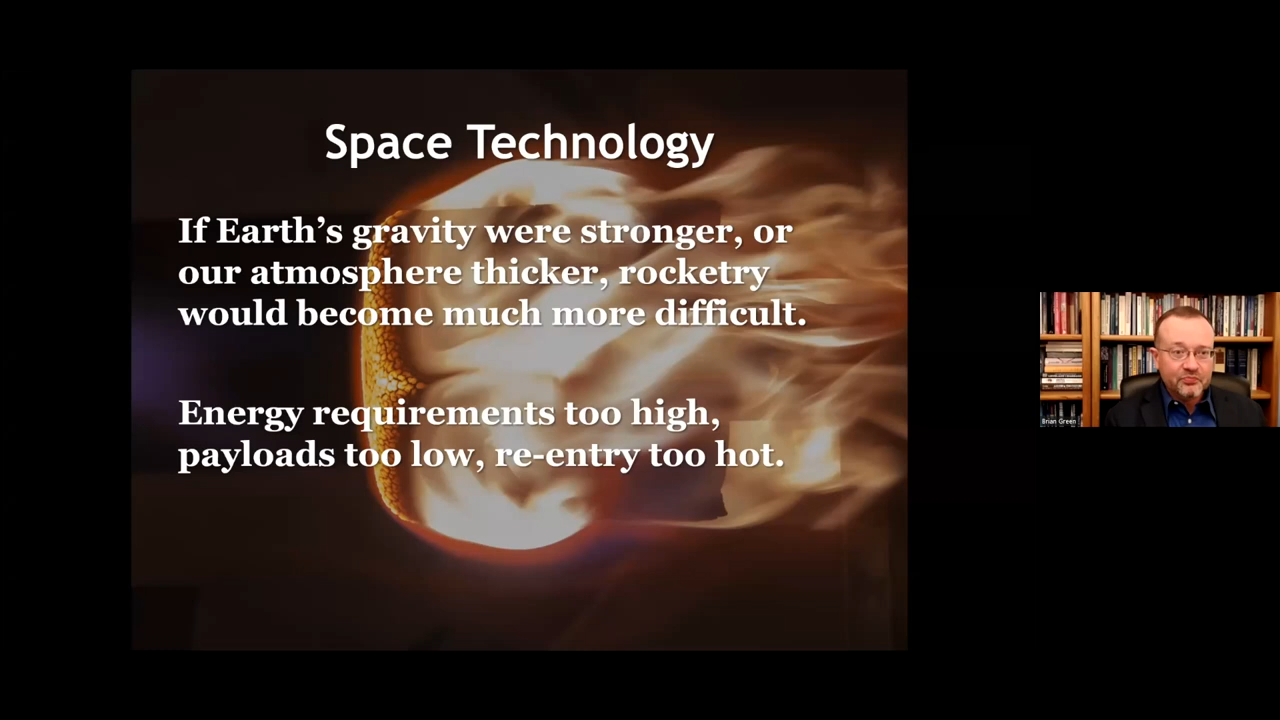 Space Technology
If Earth’s gravity were stronger, or
our atmosphere thicker, rocketry
would become much more difficult.
Energy requirements too high,
payloads too low, re-entry too hot.
Brian Green